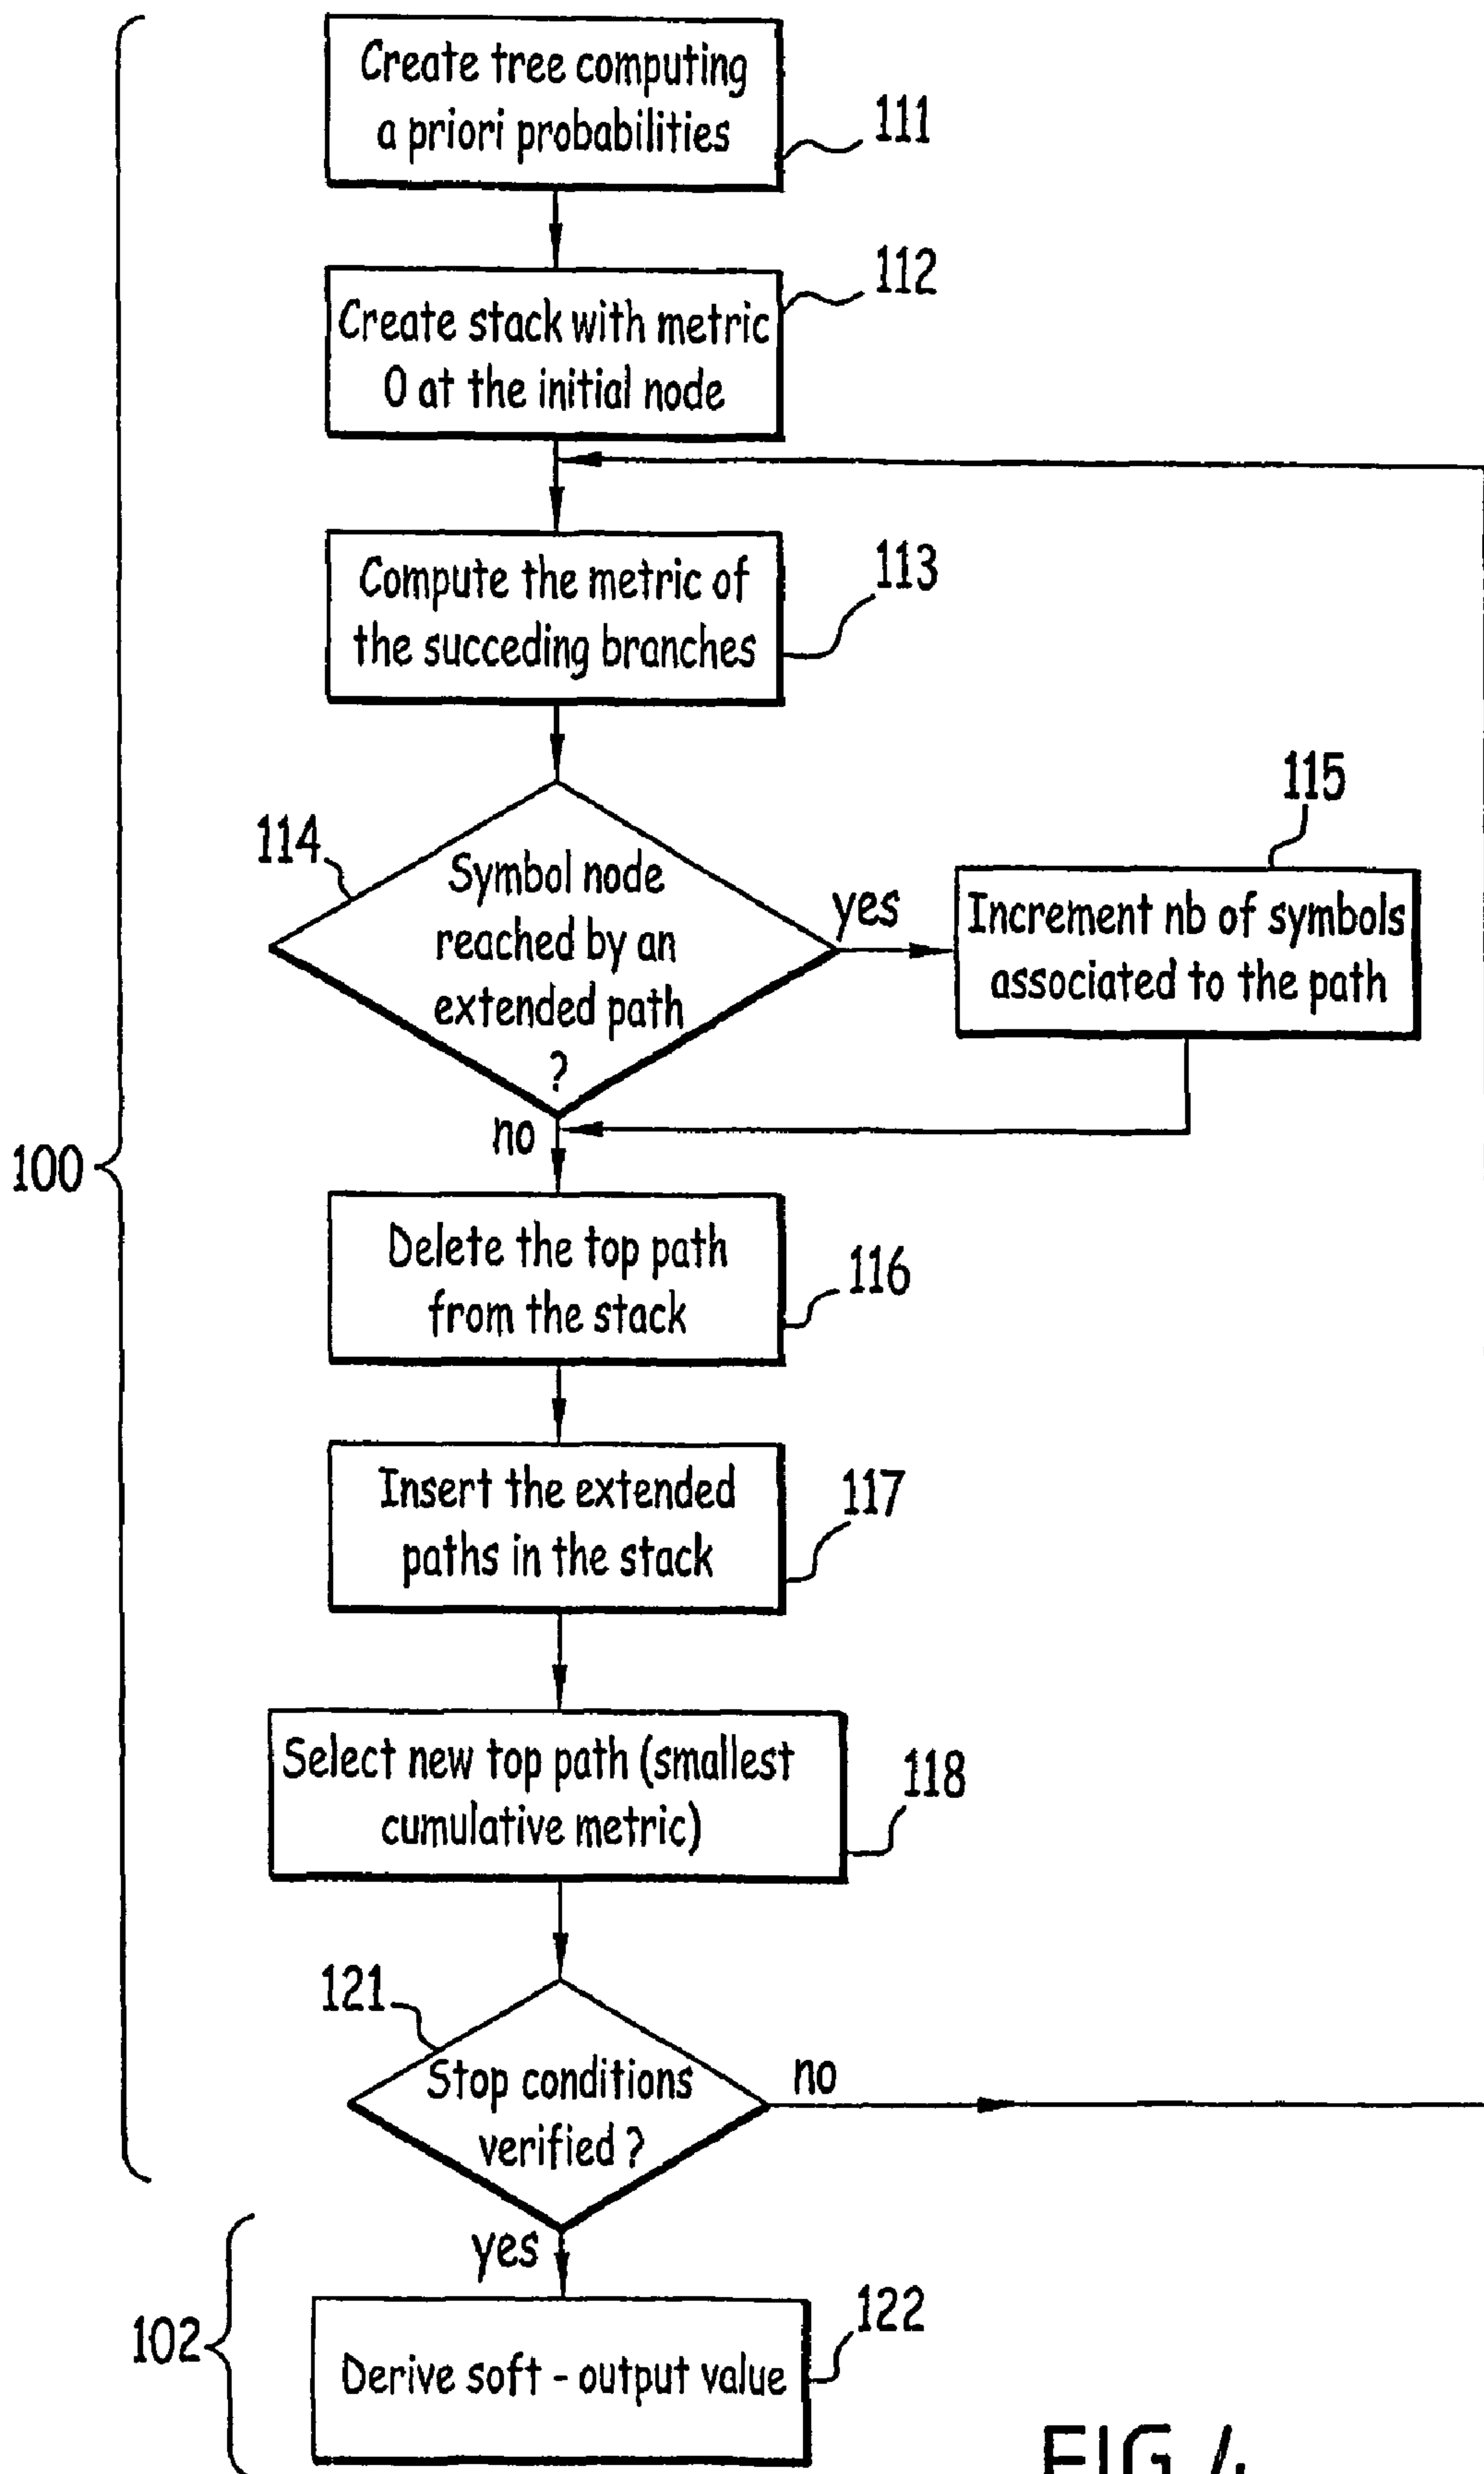 Create tree computing
a priori probabilities
111
112
Create stack with metric
0 at the initial node
113
Compute the metric of
the succeding branches
114
Symbol node
reached by an
extended path
?
yes
no
115
Increment nb of symbols
associated to the path
100
Delete the top path
from the stack
116
Insert the extended
paths in the stack
117
Select new top path (smallest
cumulative metric)
118
121
Stop conditions
verified ?
no
yes
102
122
Derive soft - output value
FIG.4